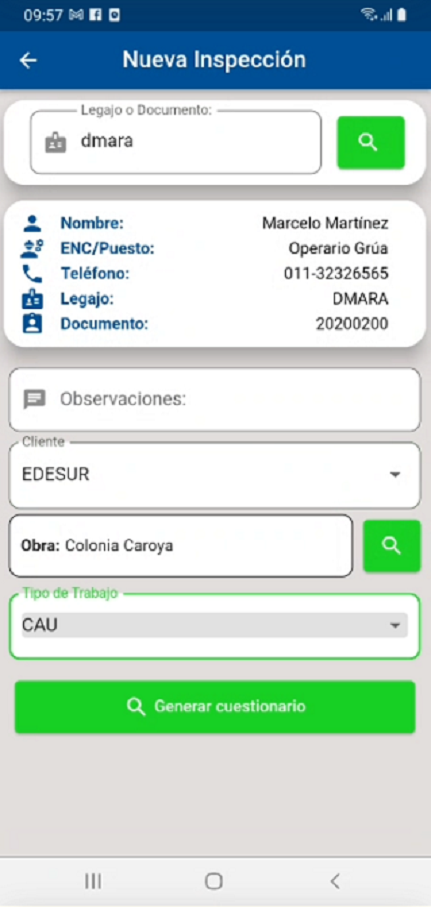 09:57
Nueva Inspección
Legajo o Documento:
dmara
Nombre: Marcelo Martínez
ENC/Puesto: Operario Grúa
Teléfono: 011-32326565
Legajo: DMARA
Documento: 20200200
Observaciones:
Cliente
EDESUR
Obra: Colonia Caroya
Tipo de Trabajo
CAU
Generar cuestionario